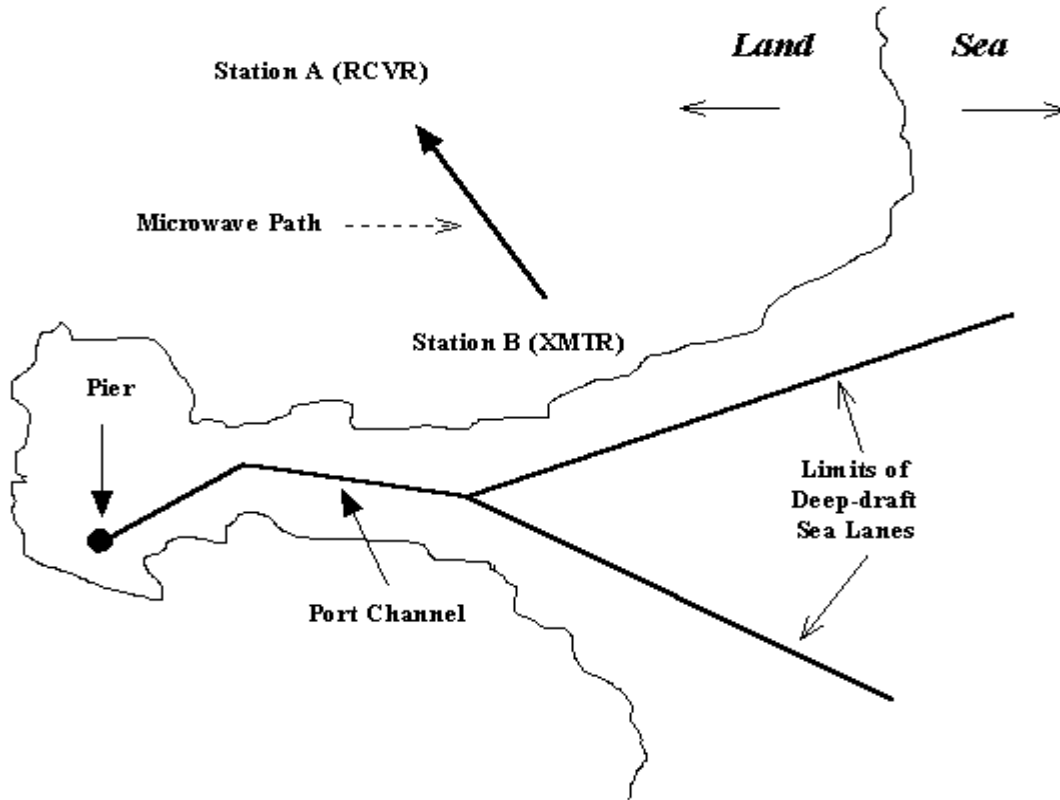 Land Sea
Station A (RCVR)
Microwave Path
Station B (XMTR)
Pier
Limits of
Deep-draft
Sea Lanes
Port Channel